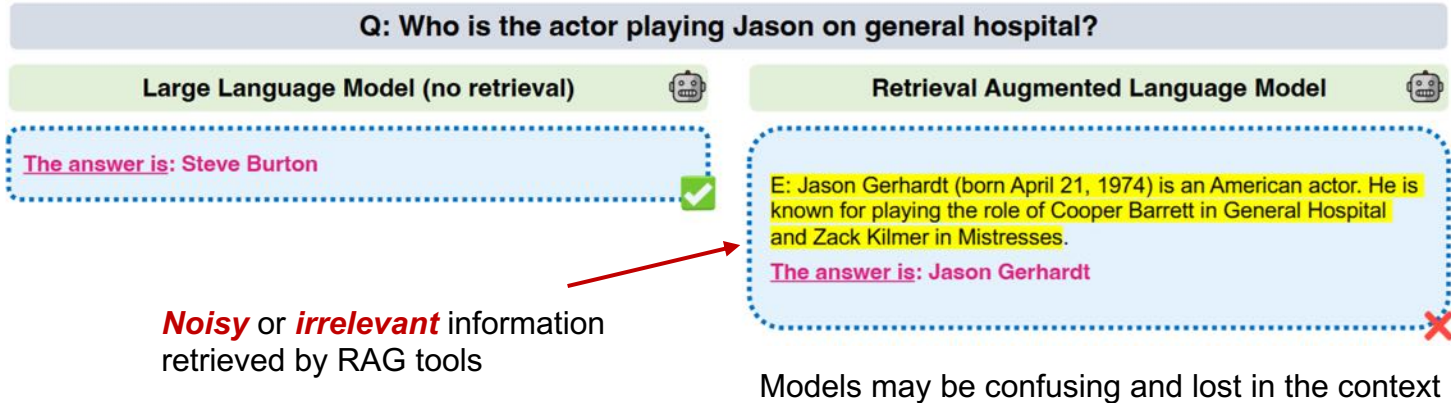 Q: Who is the actor playing Jason on general hospital?
Large Language Model (no retrieval)
The answer is: Steve Burton
Noisy or irrelevant information
retrieved by RAG tools
Retrieval Augmented Language Model
E: Jason Gerhardt (born April 21, 1974) is an American actor. He is
known for playing the role of Cooper Barrett in General Hospital
and Zack Kilmer in Mistresses.
The answer is: Jason Gerhardt
Models may be confusing and lost in the context